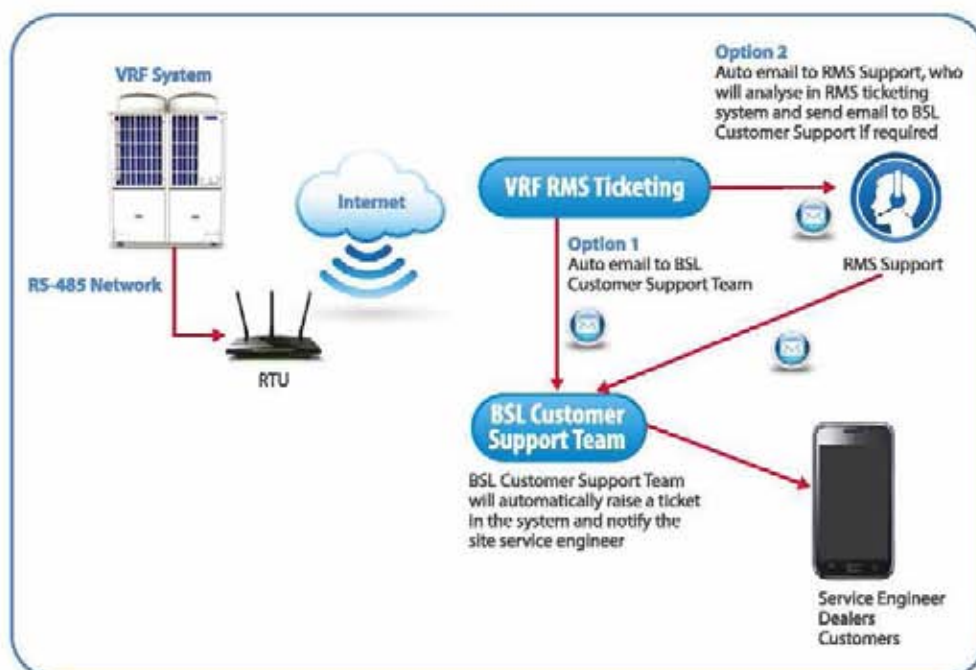 VRF System
RS-485 Network
RTU
Internet
VRF RMS Ticketing
Option 2
Auto email to RMS Support, who
will analyse in RMS ticketing
system and send email to BSL
Customer Support if required
RMS Support
Option 1
Auto email to BSL
Customer Support Team
BSL Customer
Support Team
BSL Customer Support Team
will automatically raise a ticket
in the system and notify the
site service engineer
Service Engineer
Dealers
Customers